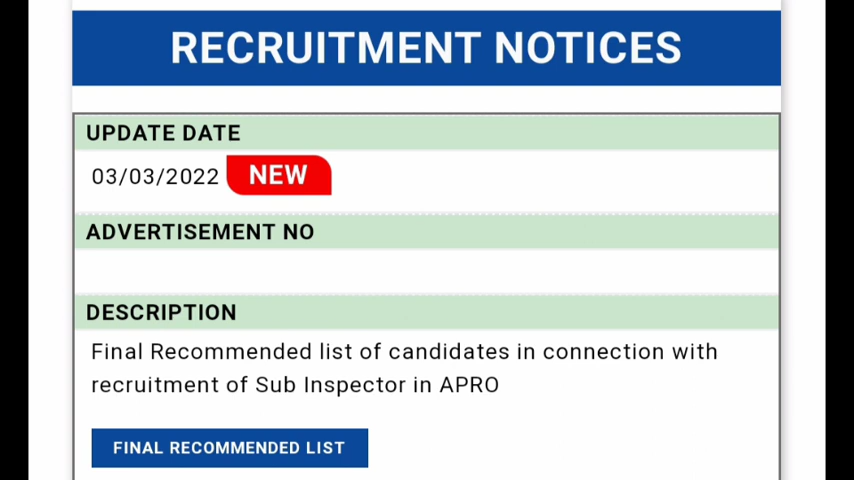 RECRUITMENT NOTICES
UPDATE DATE
03/03/2022 NEW
ADVERTISEMENT NO
DESCRIPTION
Final Recommended list of candidates in connection with
recruitment of Sub Inspector in APRO
FINAL RECOMMENDED LIST